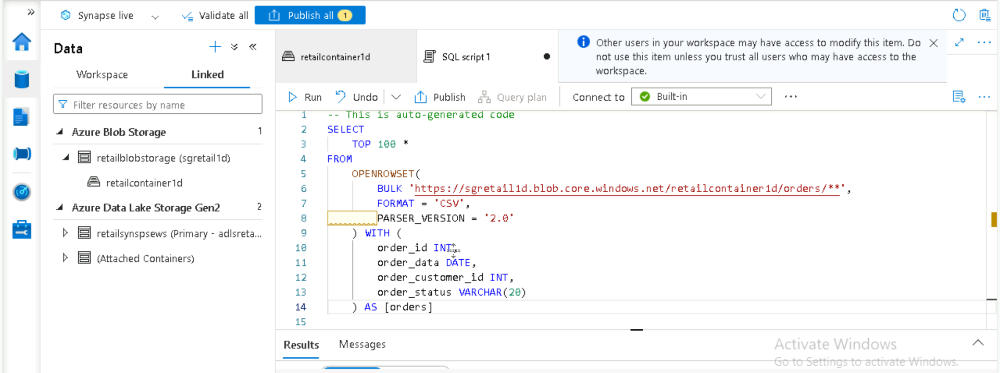 »
Synapse live
Validate all
Publish all 1
Data
Workspace
Linked
Filter resources by name
Azure Blob Storage 1
retailblobstorage (sgretail1d)
retailcontainer1d
Azure Data Lake Storage Gen2 2
retailsynspsews (Primary - adlsreta...
(Attached Containers)
retailcontainer1d
SQL script 1
Other users in your workspace may have access to modify this item. Do
not use this item unless you trust all users who may have access to the
workspace.
Run Undo Publish Query plan Connect to Built-in
1 -- This is auto-generated code
2 SELECT
3 TOP 100 *
4 FROM
5 OPENROWSET(
6 BULK 'https://sgretail1d.blob.core.windows.net/retailcontainer1d/orders/**',
7 FORMAT = 'CSV',
8 PARSER_VERSION = '2.0'
9 ) WITH (
10 order_id INT
11 order_data DATE,
12 order_customer_id INT,
13 order_status VARCHAR(20)
14 ) AS [orders]
15
Results Messages
Activate Windows
Go to Settings to activate Windows.